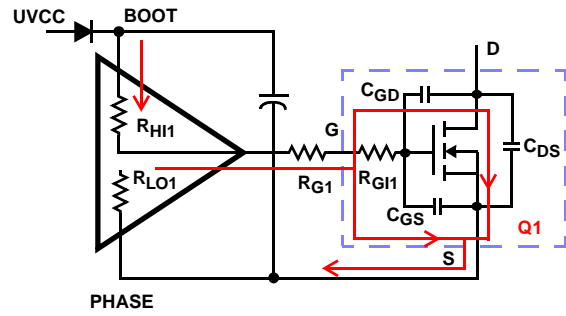 UVCC
BOOT
D
CGD
RHI1
G
CDS
RLO1
RG1
RGI1
CGS
Q1
S
PHASE